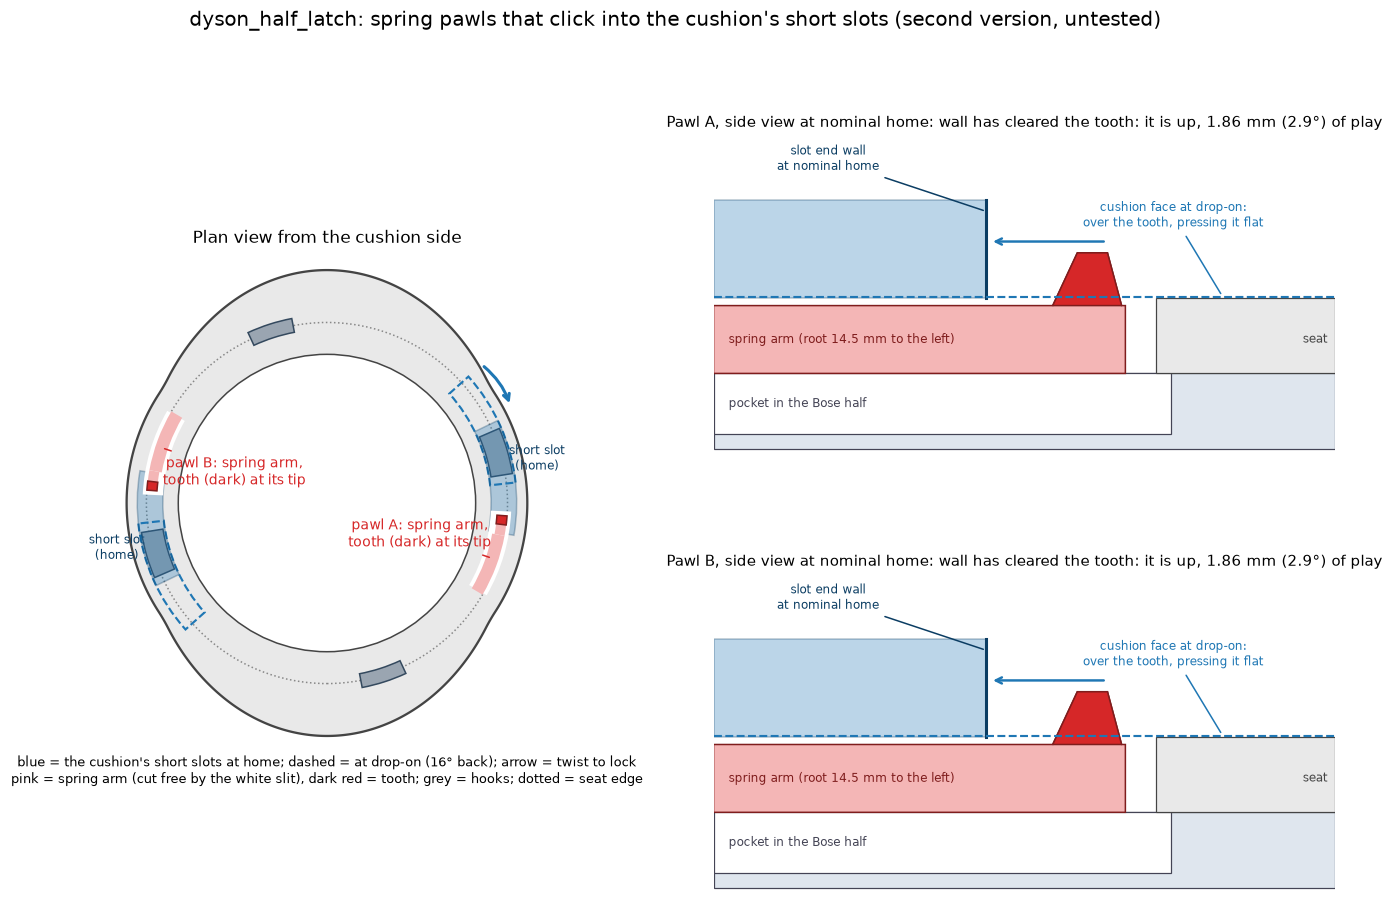 dyson_half_latch: spring pawls that click into the cushion's short slots (second version, untested)
Plan view from the cushion side
short slot
(home)
pawl B: spring arm,
tooth (dark) at its tip
pawl A: spring arm,
tooth (dark) at its tip
short slot
(home)
blue = the cushion's short slots at home; dashed = at drop-on (16° back); arrow = twist to lock
pink = spring arm (cut free by the white slit), dark red = tooth; grey = hooks; dotted = seat edge
Pawl A, side view at nominal home: wall has cleared the tooth: it is up, 1.86 mm (2.9°) of play
slot end wall
at nominal home
cushion face at drop-on:
over the tooth, pressing it flat
spring arm (root 14.5 mm to the left)
seat
pocket in the Bose half
Pawl B, side view at nominal home: wall has cleared the tooth: it is up, 1.86 mm (2.9°) of play
slot end wall
at nominal home
cushion face at drop-on:
over the tooth, pressing it flat
spring arm (root 14.5 mm to the left)
seat
pocket in the Bose half